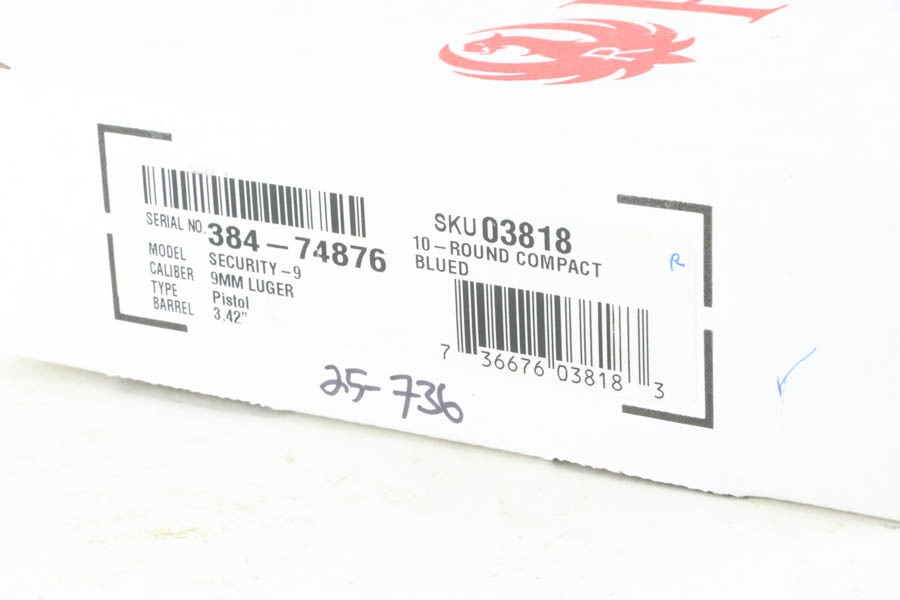 R
SERIAL NO. 384-74876
MODEL SECURITY-9
CALIBER 9MM LUGER
TYPE Pistol
BARREL 3.42"
SKU 03818
10-ROUND COMPACT
BLUED
R
7 36676 03818 3
25-736